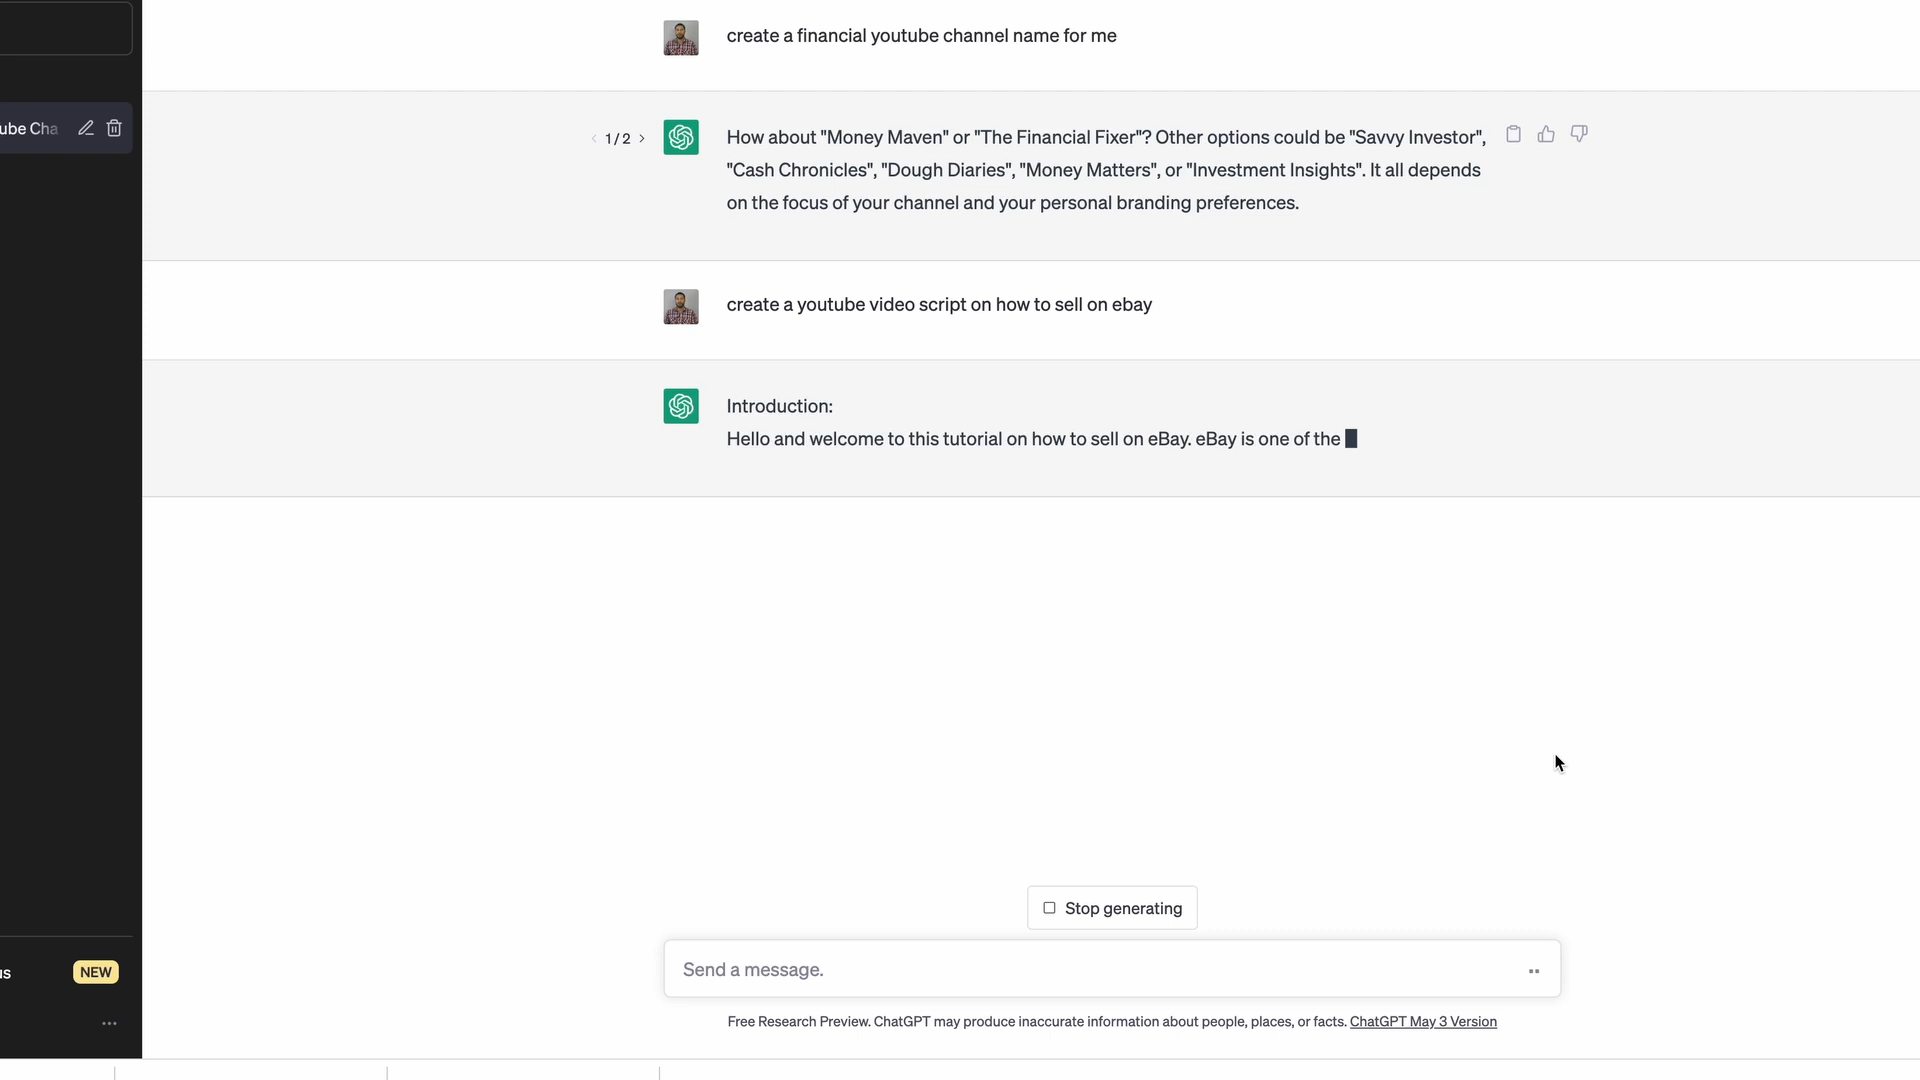 create a financial youtube channel name for me
ube Cha
< 1/2 >
How about "Money Maven" or "The Financial Fixer"? Other options could be "Savvy Investor",
"Cash Chronicles", "Dough Diaries", "Money Matters", or "Investment Insights". It all depends
on the focus of your channel and your personal branding preferences.
create a youtube video script on how to sell on ebay
Introduction:
Hello and welcome to this tutorial on how to sell on eBay. eBay is one of the
Stop generating
Send a message.
us
NEW
Free Research Preview. ChatGPT may produce inaccurate information about people, places, or facts. ChatGPT May 3 Version